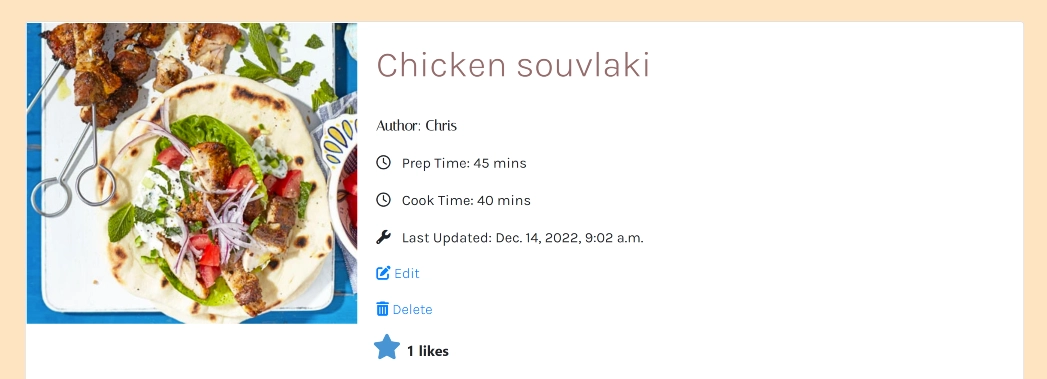 Chicken souvlaki
Author: Chris
Prep Time: 45 mins
Cook Time: 40 mins
Last Updated: Dec. 14, 2022, 9:02 a.m.
Edit
Delete
1 likes